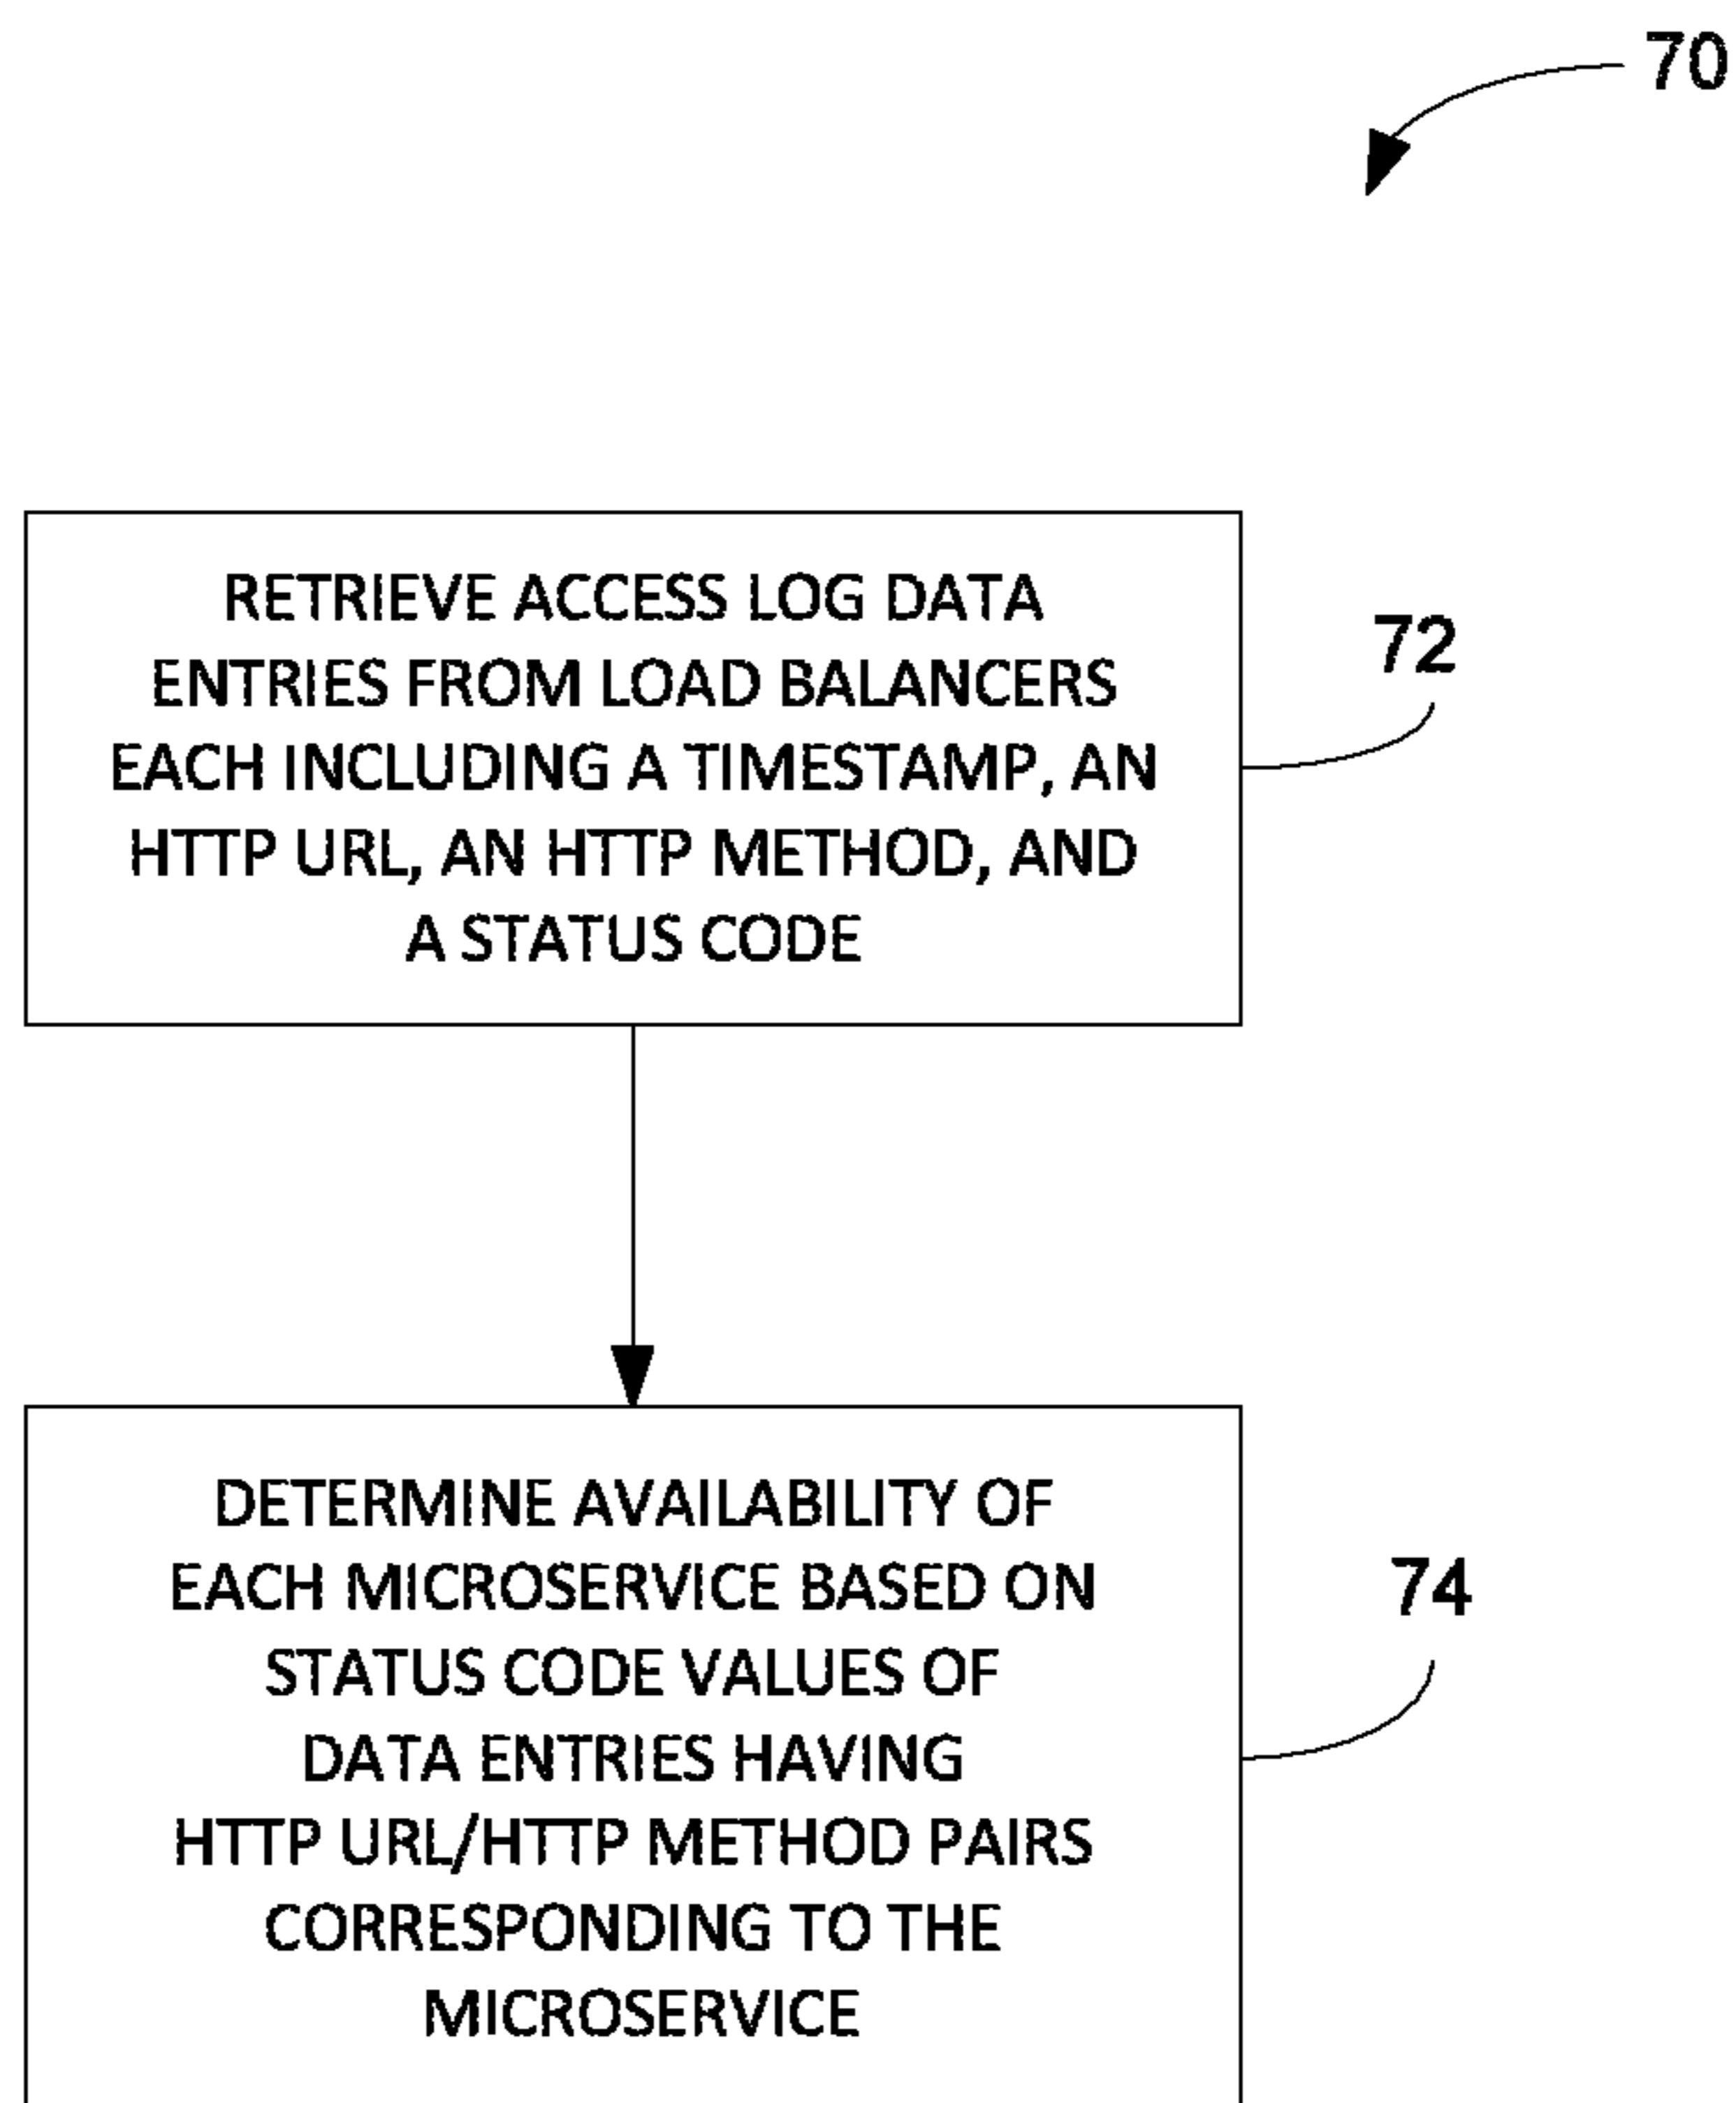 70
RETRIEVE ACCESS LOG DATA
ENTRIES FROM LOAD BALANCERS
EACH INCLUDING A TIMESTAMP, AN
HTTP URL, AN HTTP METHOD, AND
A STATUS CODE
72
DETERMINE AVAILABILITY OF
EACH MICROSERVICE BASED ON
STATUS CODE VALUES OF
DATA ENTRIES HAVING
HTTP URL/HTTP METHOD PAIRS
CORRESPONDING TO THE
MICROSERVICE
74